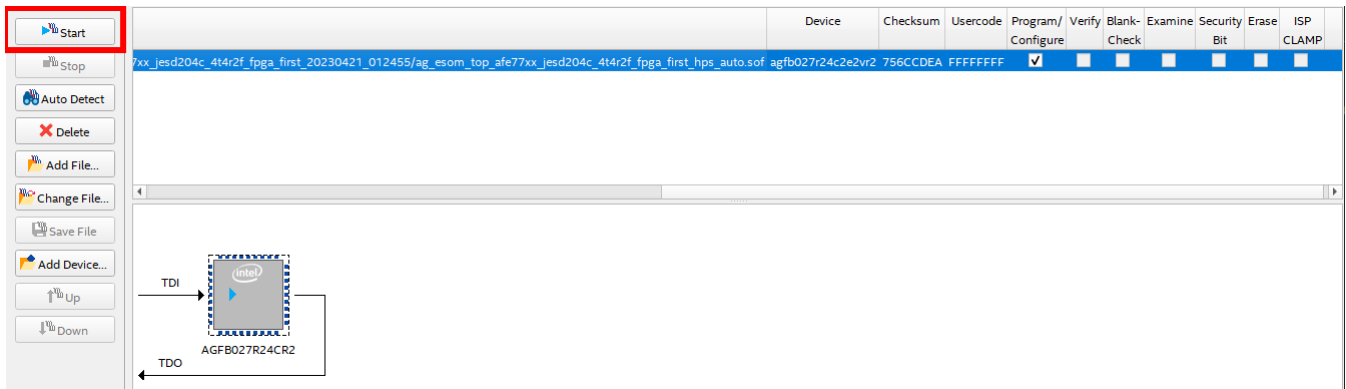 Start
Stop
Auto Detect
Delete
Add File...
Change File...
Save File
Add Device...
Up
Down
Device Checksum Usercode Program/ Verify Blank- Examine Security Erase ISP
Configure Check Bit CLAMP
7xx_jesd204c_4t4r2f_fpga_first_20230421_012455/ag_esom_top_afe77xx_jesd204c_4t4r2f_fpga_first_hps_auto.sof agfb027r24c2e2vr2 756CCDEA FFFFFFFF
TDI
intel
AGFB027R24CR2
TDO